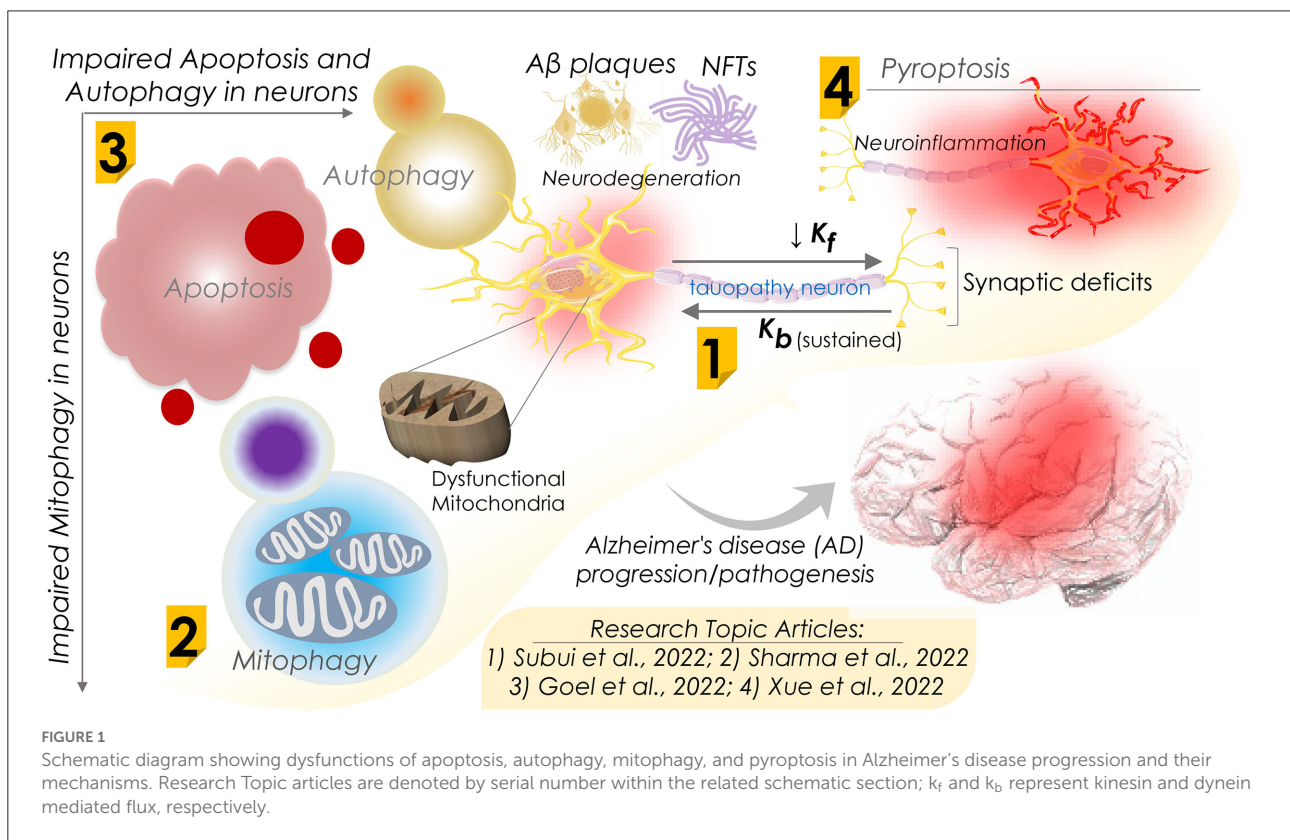 Impaired Apoptosis and
Autophagy in neurons
3
Autophagy
Apoptosis
Impaired Mitophagy in neurons
2
Mitophagy
Aβ plaques
NFTs
Neurodegeneration
4
Pyroptosis
Neuroinflammation
↓ Kf
tauopathy neuron
Kb (sustained)
1
Synaptic deficits
Dysfunctional
Mitochondria
Alzheimer's disease (AD)
progression/pathogenesis
Research Topic Articles:
1) Subui et al., 2022; 2) Sharma et al., 2022
3) Goel et al., 2022; 4) Xue et al., 2022
FIGURE 1
Schematic diagram showing dysfunctions of apoptosis, autophagy, mitophagy, and pyroptosis in Alzheimer's disease progression and their
mechanisms. Research Topic articles are denoted by serial number within the related schematic section; kf and kb represent kinesin and dynein
mediated flux, respectively.